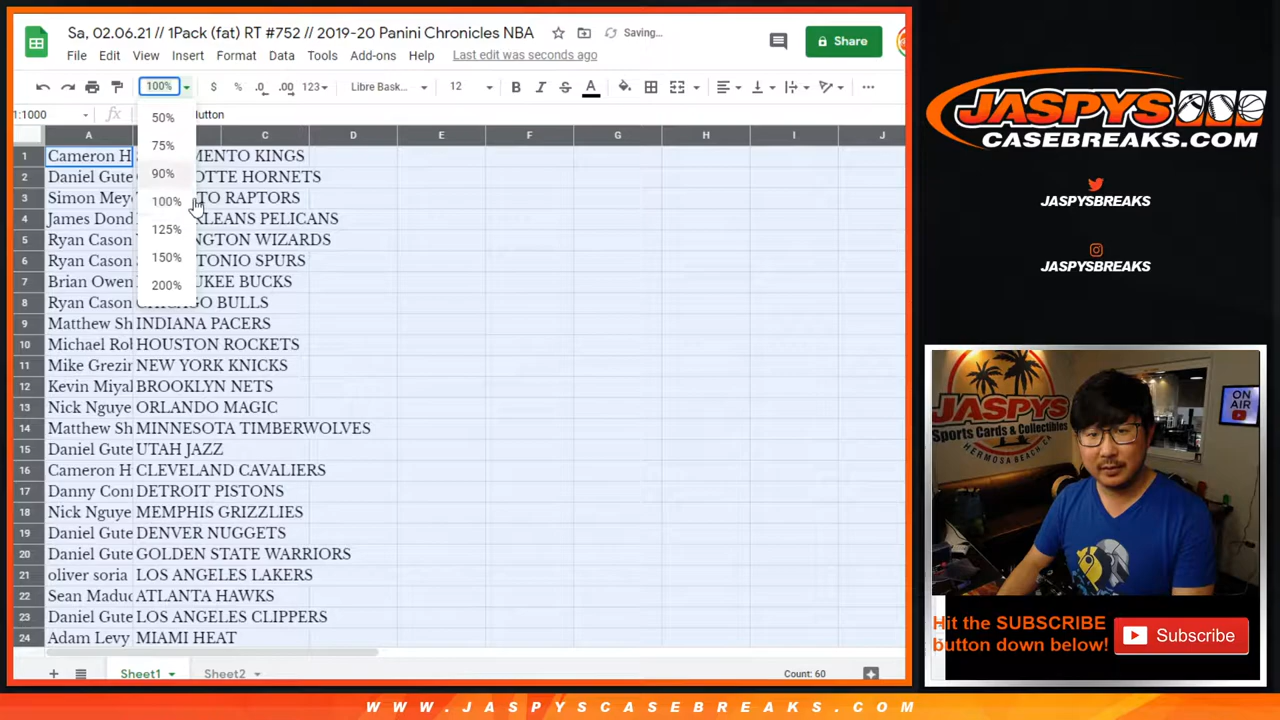 Sa, 02.06.21 // 1Pack (fat) RT #752 // 2019-20 Panini Chronicles NBA
Saving...
File Edit View Insert Format Data Tools Add-ons Help Last edit was seconds ago
Share
100% $ % .0 .00 123 Libre Bask... 12 B I S A
1:1000 fx Hutton
50%
75%
90%
100%
125%
150%
200%
A C D E F G H I J
1 Cameron H MENTO KINGS
2 Daniel Gute OTTE HORNETS
3 Simon Mey TO RAPTORS
4 James Dond RLEANS PELICANS
5 Ryan Cason NGTON WIZARDS
6 Ryan Cason TONIO SPURS
7 Brian Owen UKEE BUCKS
8 Ryan Cason CHICAGO BULLS
9 Matthew Sh INDIANA PACERS
10 Michael Rol HOUSTON ROCKETS
11 Mike Grezin NEW YORK KNICKS
12 Kevin Miyal BROOKLYN NETS
13 Nick Nguye ORLANDO MAGIC
14 Matthew Sh MINNESOTA TIMBERWOLVES
15 Daniel Gute UTAH JAZZ
16 Cameron H CLEVELAND CAVALIERS
17 Danny Con DETROIT PISTONS
18 Nick Nguye MEMPHIS GRIZZLIES
19 Daniel Gute DENVER NUGGETS
20 Daniel Gute GOLDEN STATE WARRIORS
21 oliver soria LOS ANGELES LAKERS
22 Sean Maduc ATLANTA HAWKS
23 Daniel Gute LOS ANGELES CLIPPERS
24 Adam Levy MIAMI HEAT
Sheet1 Sheet2 Count: 60
JASPYS
CASEBREAKS.COM
JASPYSBREAKS
JASPYSBREAKS
JASPYS
Sports Cards & Collectibles
HERMOSA BEACH, CA
ON
AIR
Hit the SUBSCRIBE
button down below!
Subscribe
WWW.JASPYSCASEBREAKS.COM